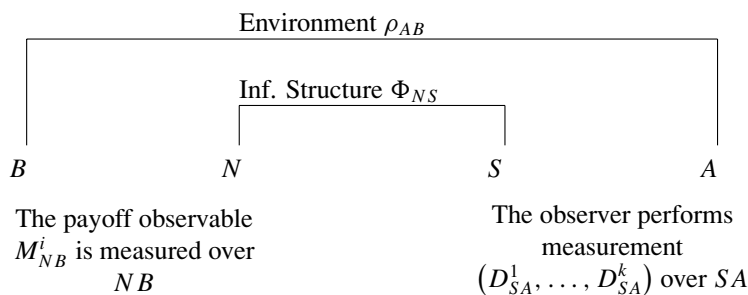 Environment ρ_{AB}
Inf. Structure Φ_{NS}
B N S A
The payoff observable
M^i_{NB} is measured over
NB
The observer performs
measurement
(D^1_{SA}, . . . , D^k_{SA}) over SA